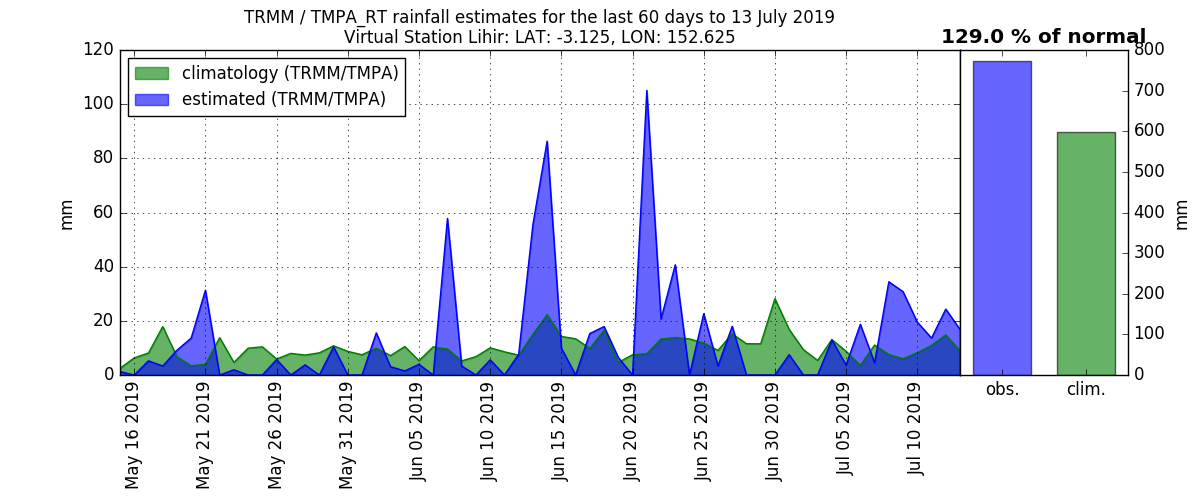 TRMM / TMPA_RT rainfall estimates for the last 60 days to 13 July 2019
Virtual Station Lihir: LAT: -3.125, LON: 152.625
129.0 % of normal
climatology (TRMM/TMPA)
estimated (TRMM/TMPA)
120
100
80
60
40
20
0
mm
800
700
600
500
400
300
200
100
0
mm
May 16 2019
May 21 2019
May 26 2019
May 31 2019
Jun 05 2019
Jun 10 2019
Jun 15 2019
Jun 20 2019
Jun 25 2019
Jun 30 2019
Jul 05 2019
Jul 10 2019
obs.
clim.